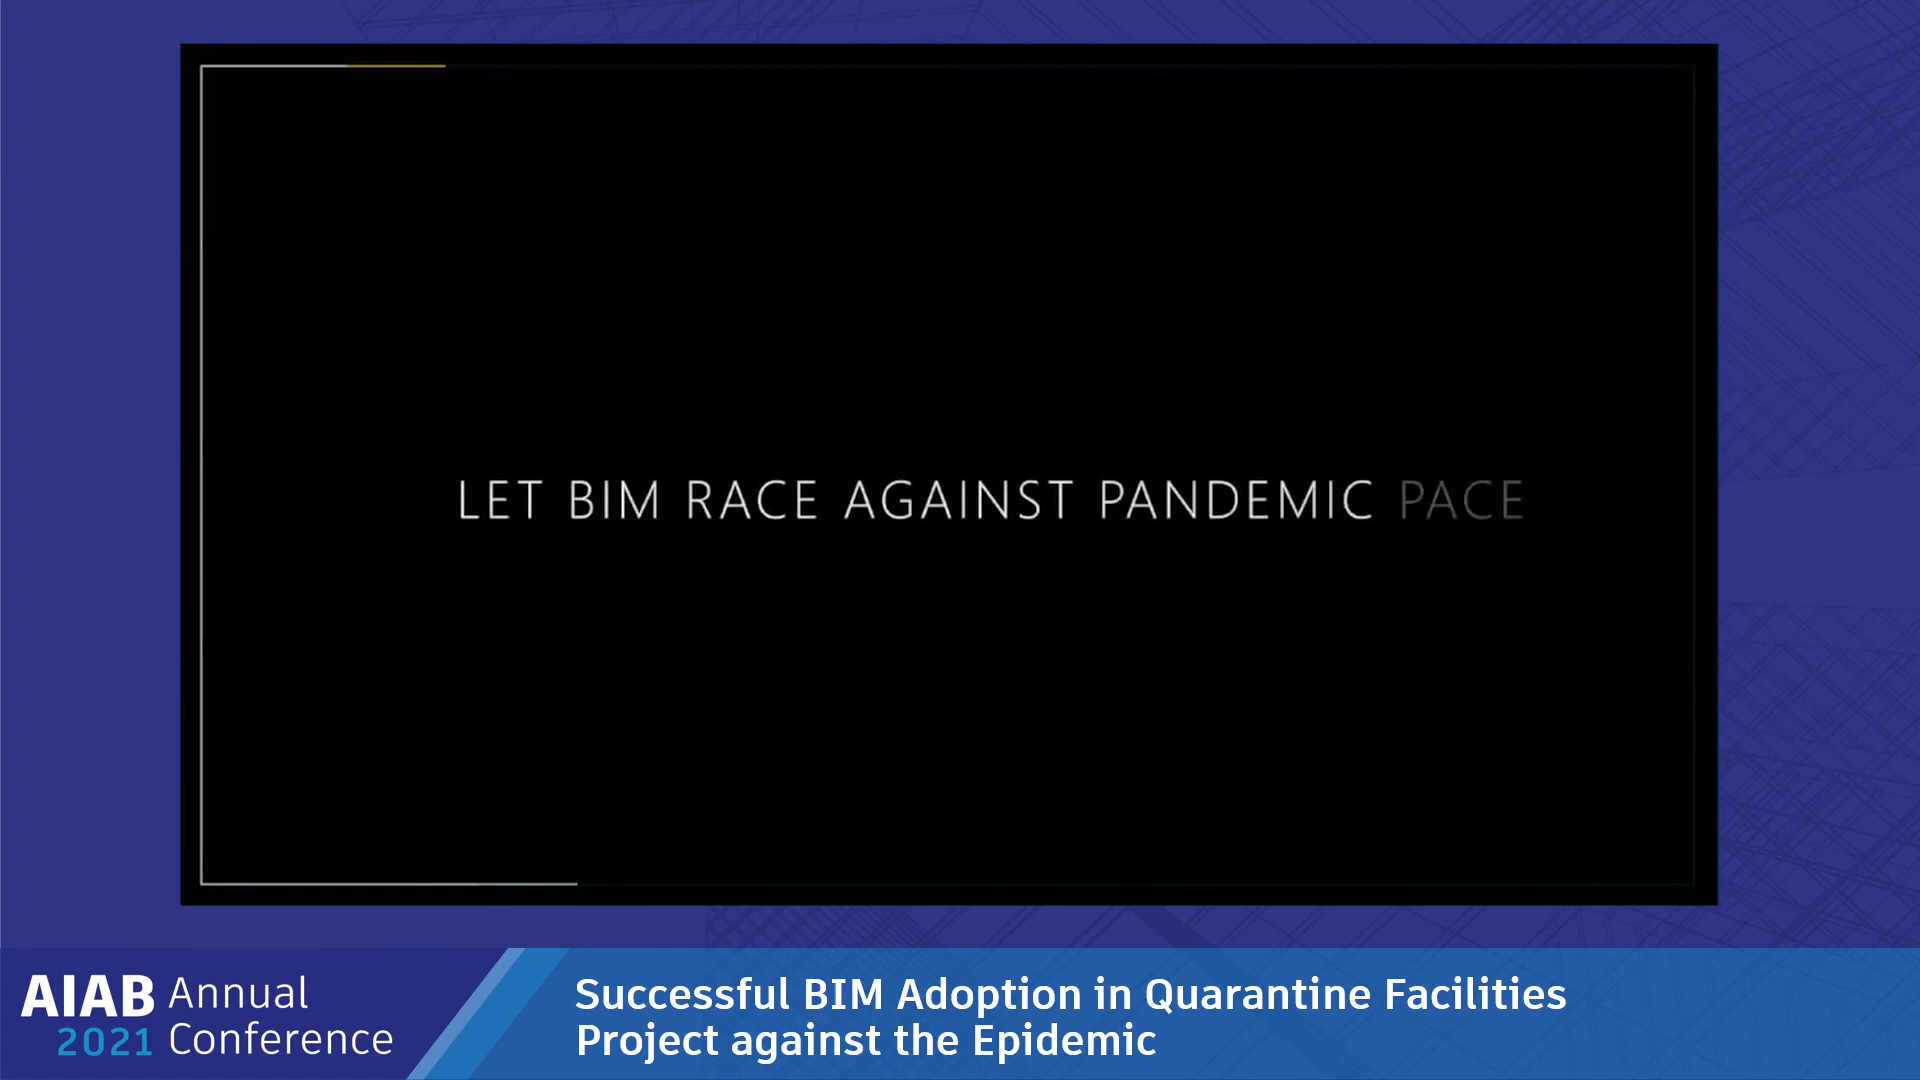 LET BIM RACE AGAINST PANDEMIC PACE
AIAB Annual
2021 Conference
Successful BIM Adoption in Quarantine Facilities
Project against the Epidemic